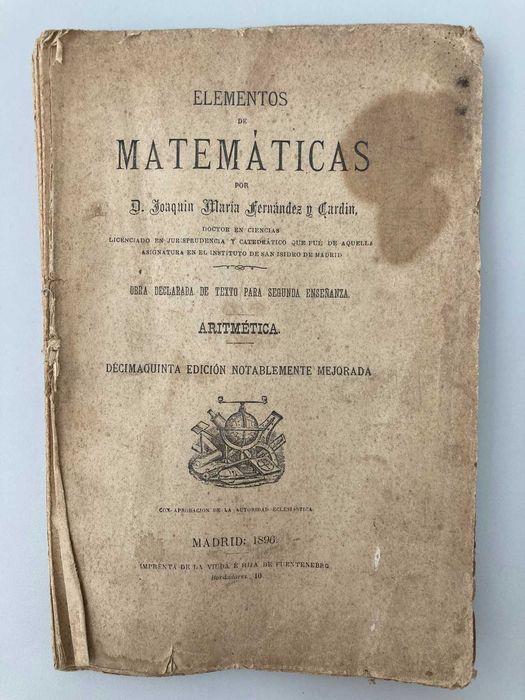 ELEMENTOS
DE
MATEMÁTICAS
POR
D. Joaquin María Fernández y Cardin,
DOCTOR EN CIENCIAS
LICENCIADO EN JURISPRUDENCIA Y CATEDRÁTICO QUE FUÉ DE AQUELLA
ASIGNATURA EN EL INSTITUTO DE SAN ISIDRO DE MADRID
OBRA DECLARADA DE TEXTO PARA SEGUNDA ENSEÑANZA.
ARITMÉTICA.
DÉCIMAQUINTA EDICIÓN NOTABLEMENTE MEJORADA
CON APROBACIÓN DE LA AUTORIDAD ECLESIÁSTICA
MADRID: 1896.
IMPRENTA DE LA VIUDA É HIJA DE FUENTENEBRO
Bordadores, 10